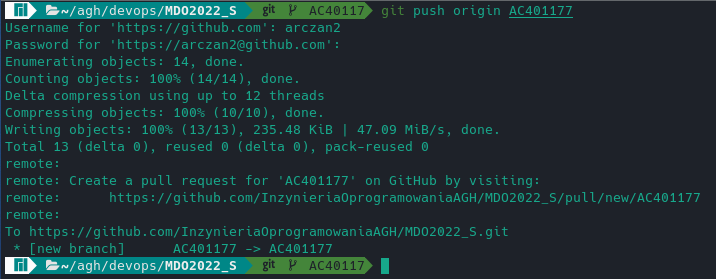 ~/agh/devops/MDO2022_S git AC40117 git push origin AC401177
Username for 'https://github.com': arczan2
Password for 'https://arczan2@github.com':
Enumerating objects: 14, done.
Counting objects: 100% (14/14), done.
Delta compression using up to 12 threads
Compressing objects: 100% (10/10), done.
Writing objects: 100% (13/13), 235.48 KiB | 47.09 MiB/s, done.
Total 13 (delta 0), reused 0 (delta 0), pack-reused 0
remote:
remote: Create a pull request for 'AC401177' on GitHub by visiting:
remote:      https://github.com/InzynieriaOprogramowaniaAGH/MDO2022_S/pull/new/AC401177
remote:
To https://github.com/InzynieriaOprogramowaniaAGH/MDO2022_S.git
 * [new branch]      AC401177 -> AC401177
~/agh/devops/MDO2022_S git AC40117